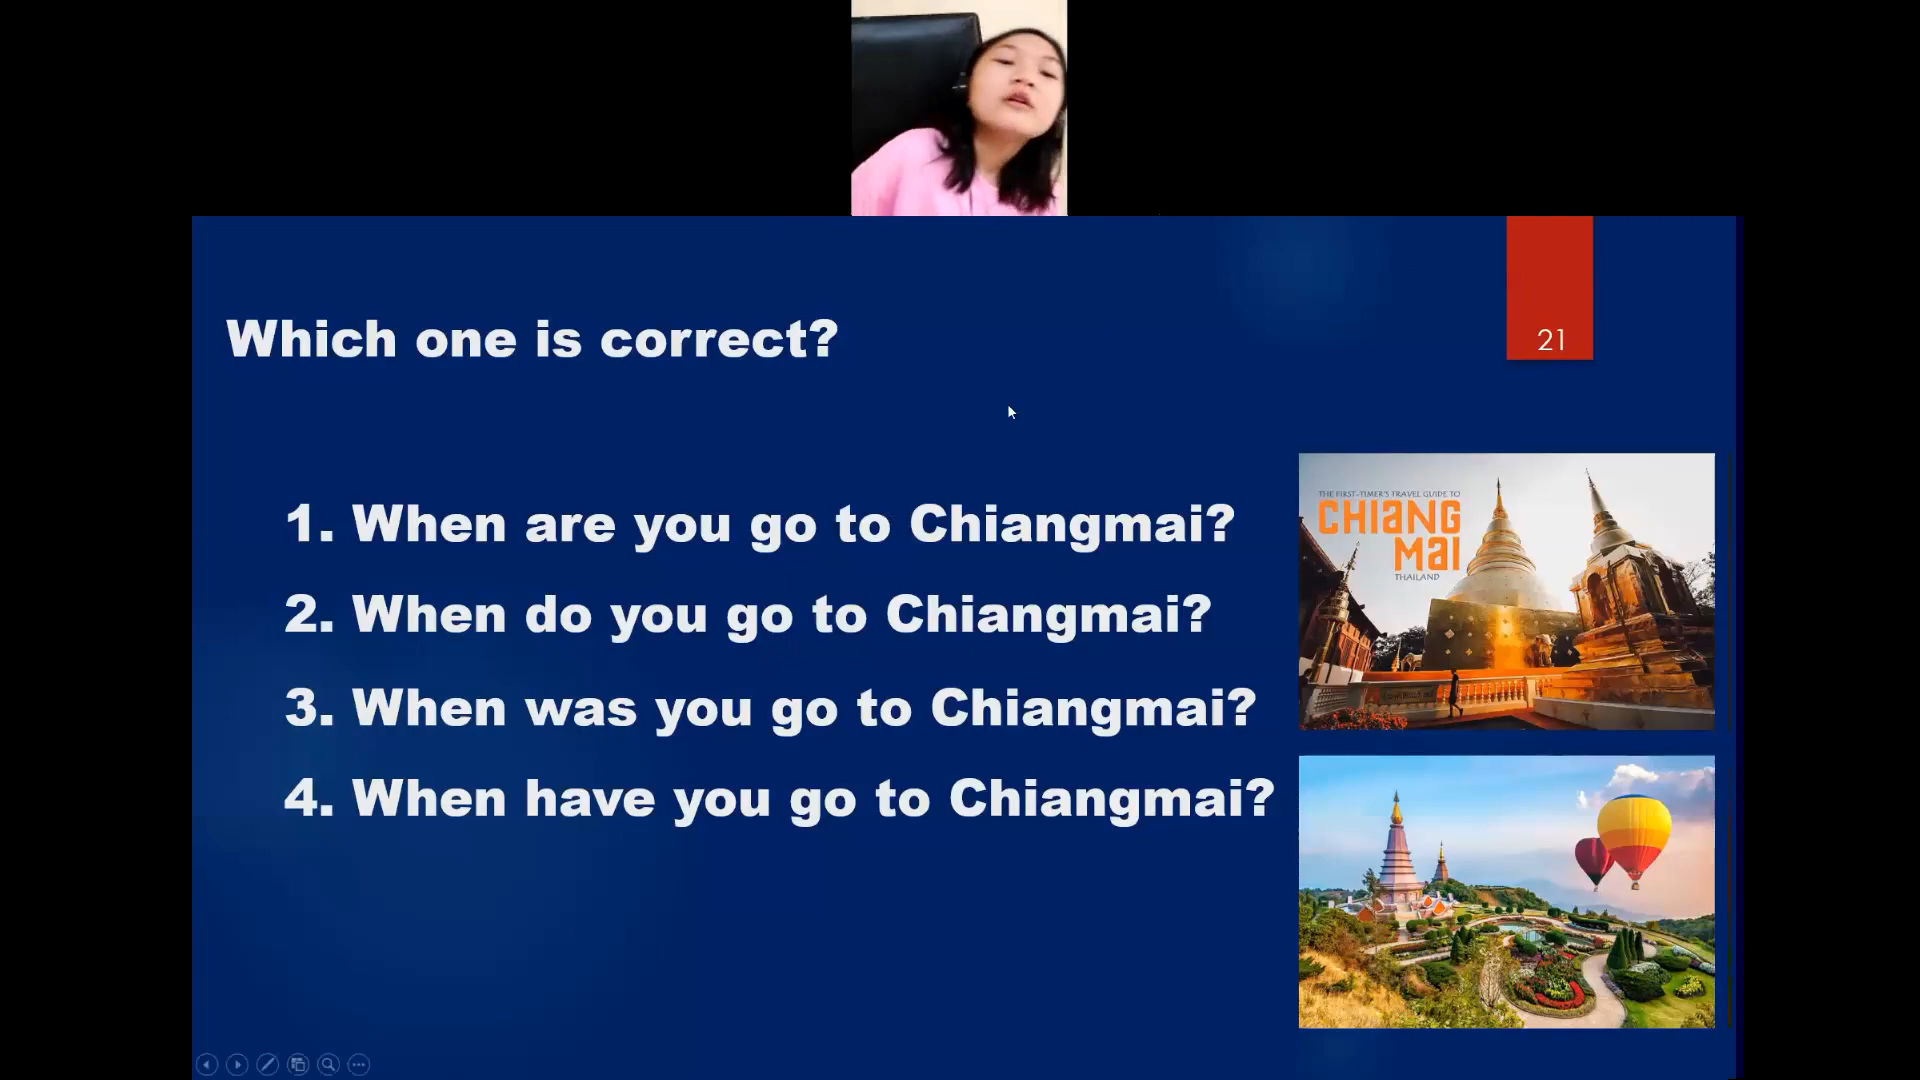 Which one is correct?
21
1. When are you go to Chiangmai?
2. When do you go to Chiangmai?
3. When was you go to Chiangmai?
4. When have you go to Chiangmai?
THE FIRST-TIMER'S TRAVEL GUIDE TO
CHIANG
MAI
THAILAND